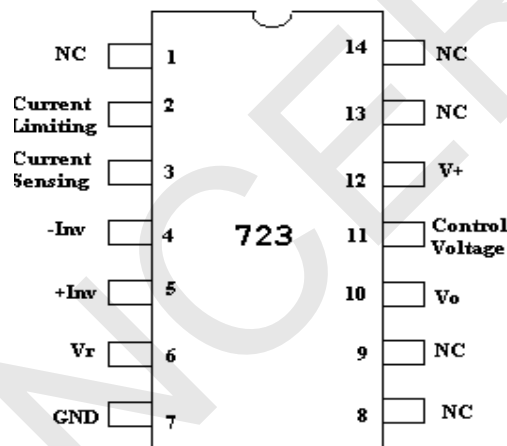 NC 1
Current Limiting 2
Current Sensing 3
-Inv 4
+Inv 5
Vr 6
GND 7
723
14 NC
13 NC
12 V+
11 Control Voltage
10 Vo
9 NC
8 NC
NCER